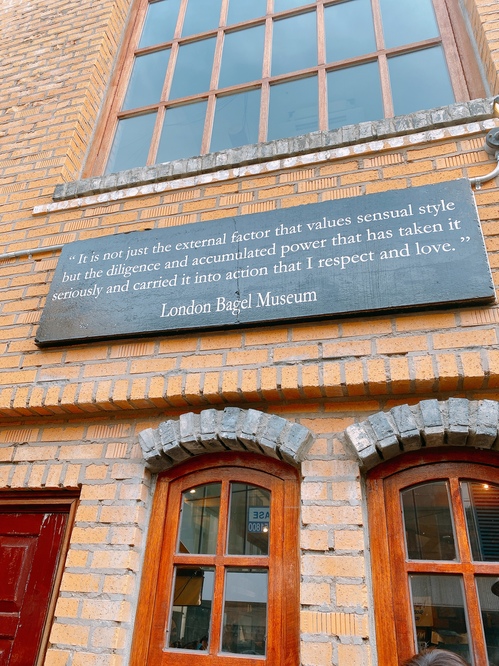 “ It is not just the external factor that values sensual style
but the diligence and accumulated power that has taken it
seriously and carried it into action that I respect and love. ”
London Bagel Museum